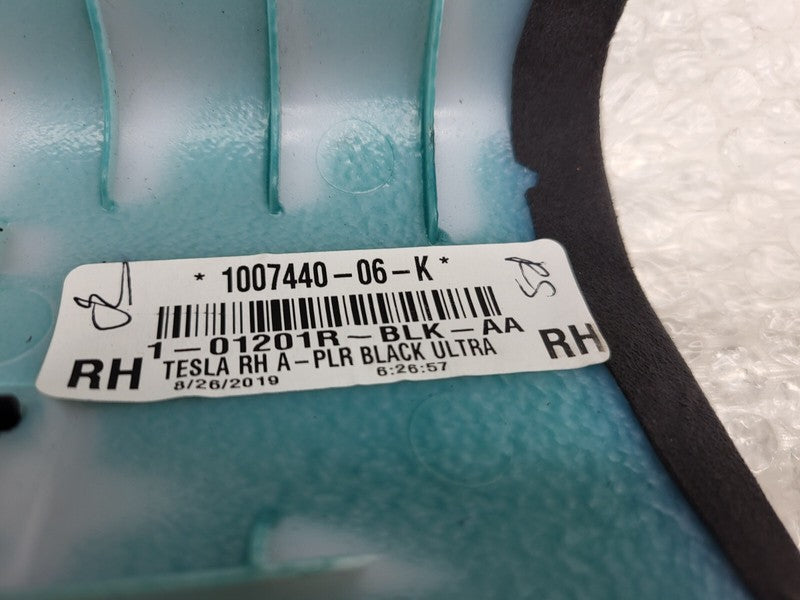 * 1007440-06-K *
1-01201R-BLK-AA
RH TESLA RH A-PLR BLACK ULTRA RH
8/26/2019 6:26:57